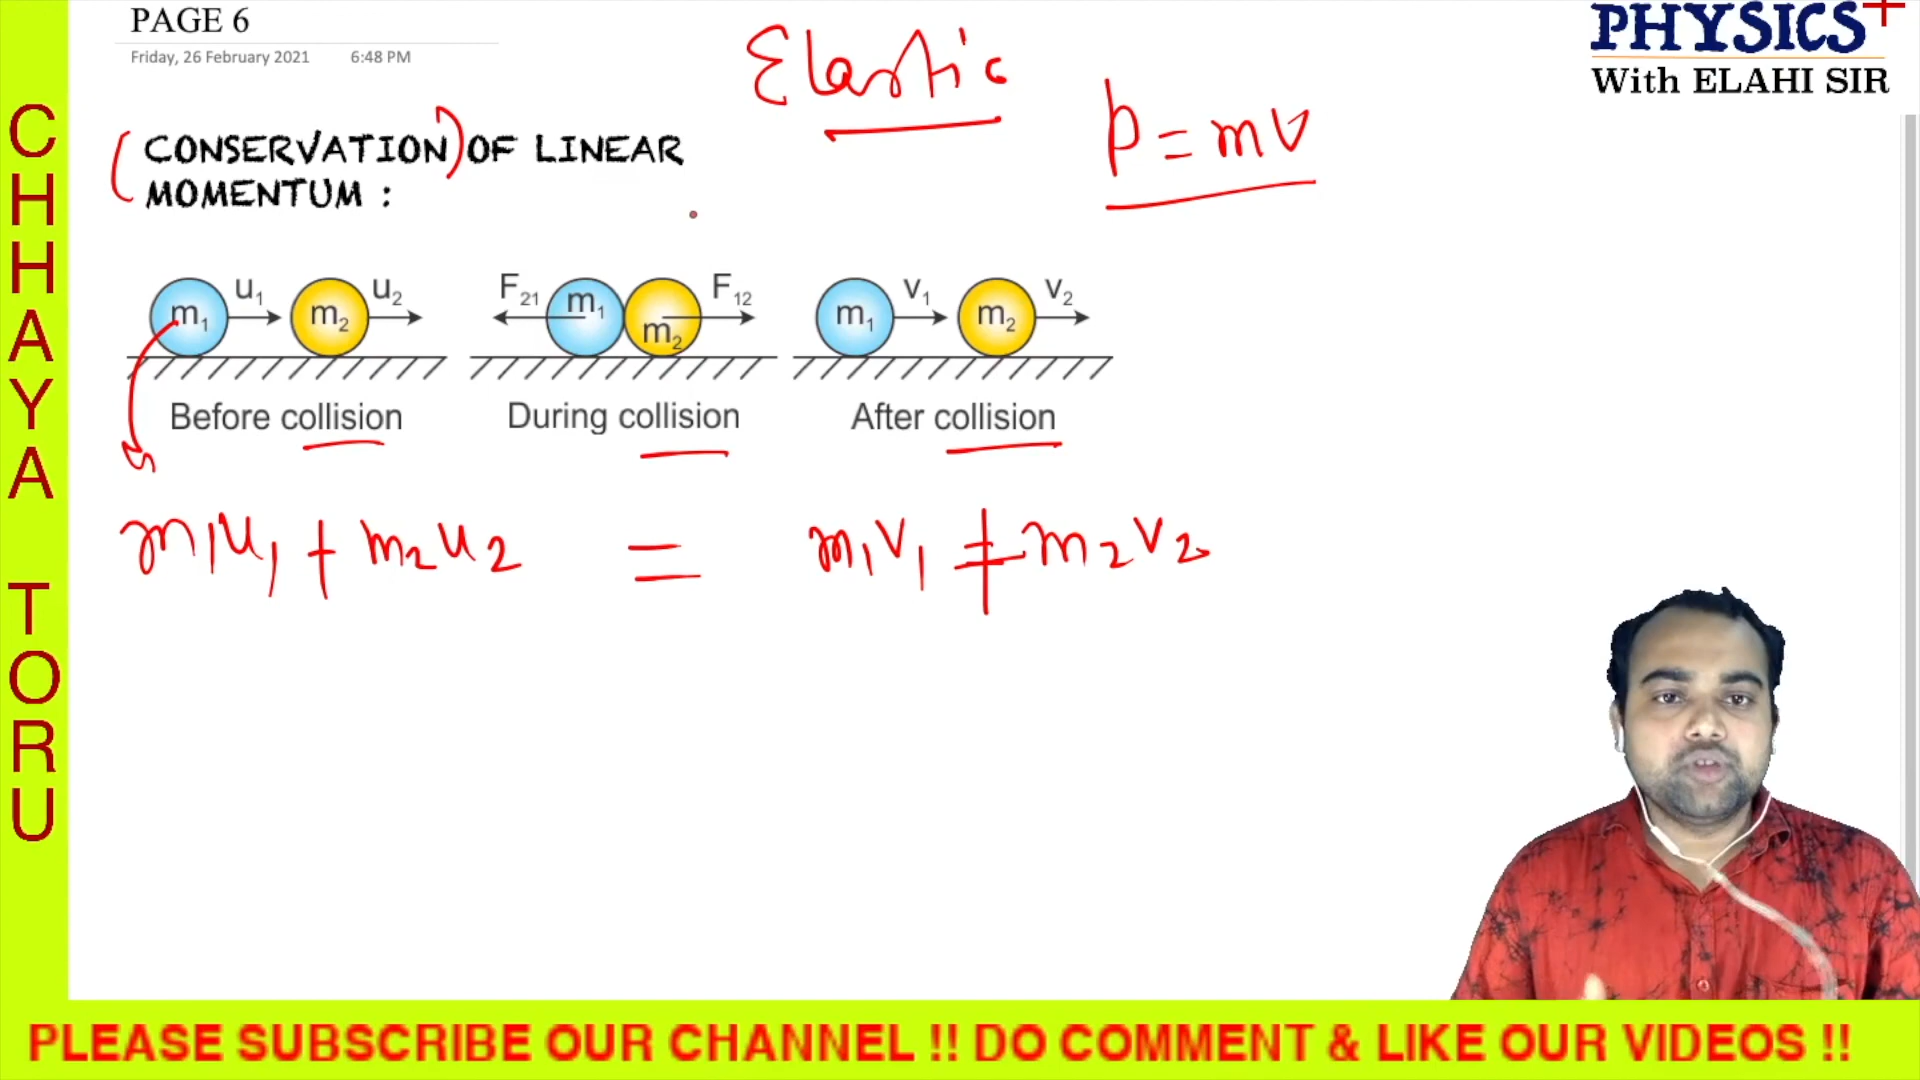 PAGE 6
Friday, 26 February 2021 6:48 PM
PHYSICS+
With ELAHI SIR
Elastic
P = mv
(CONSERVATION) OF LINEAR
MOMENTUM :
m₁ u₁ m₂ u₂
F₂₁ m₁ m₂ F₁₂
m₁ v₁ m₂ v₂
Before collision
During collision
After collision
m₁u₁ + m₂u₂ = m₁v₁ + m₂v₂
CHHAYA TORU
PLEASE SUBSCRIBE OUR CHANNEL !! DO COMMENT & LIKE OUR VIDEOS !!